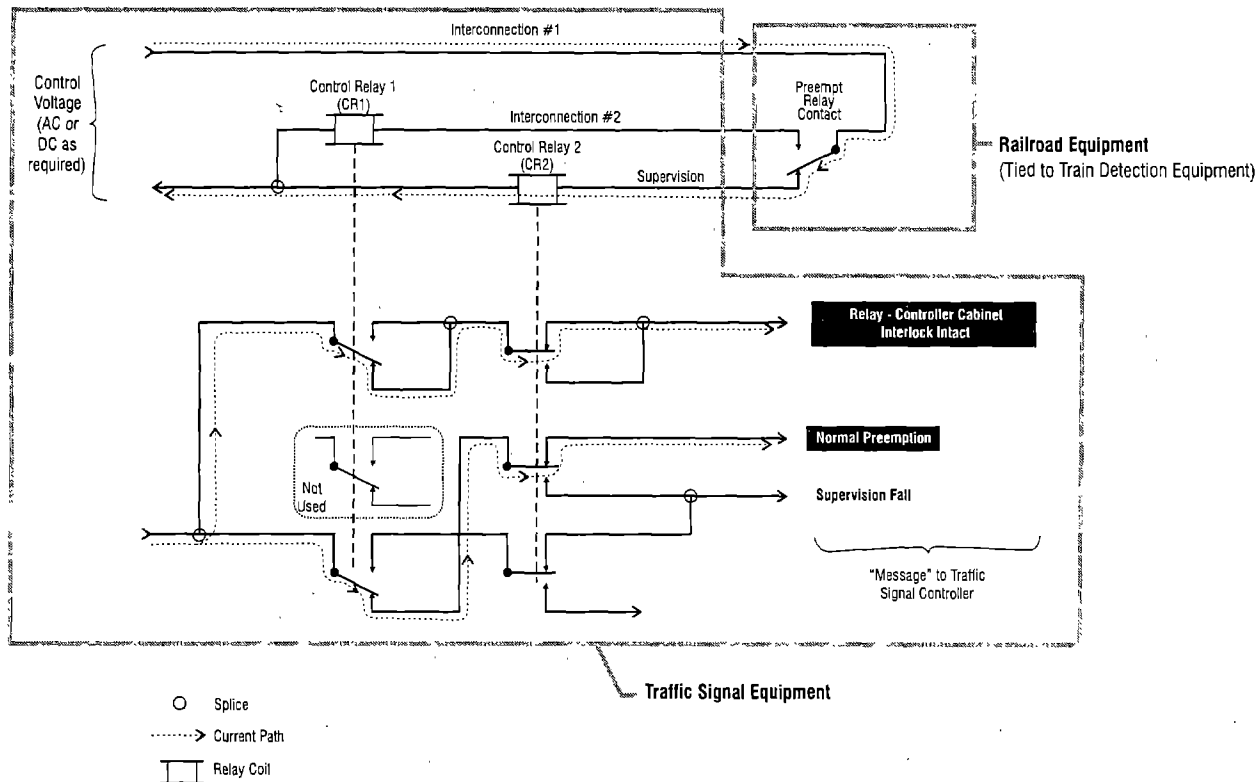 Interconnection #1
Control
Voltage
(AC or
DC as
required)
Control Relay 1
(CR1)
Interconnection #2
Control Relay 2
(CR2)
Supervision
Preempt
Relay
Contact
Railroad Equipment
(Tied to Train Detection Equipment)
Relay - Controller Cabinet
Interlock Intact
Normal Preemption
Not
Used
Supervision Fail
"Message" to Traffic
Signal Controller
Traffic Signal Equipment
Splice
Current Path
Relay Coil